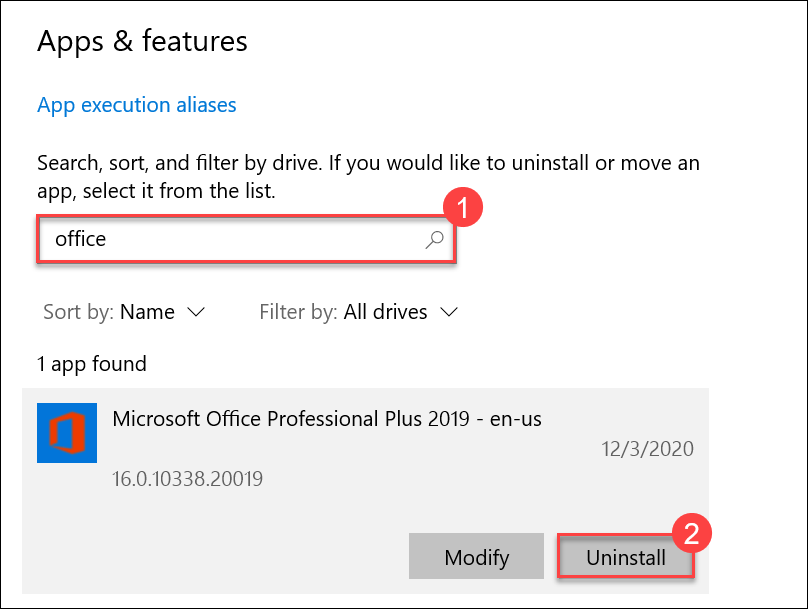 Apps & features
App execution aliases
Search, sort, and filter by drive. If you would like to uninstall or move an
app, select it from the list.
1
office
Sort by: Name
Filter by: All drives
1 app found
Microsoft Office Professional Plus 2019 - en-us
12/3/2020
16.0.10338.20019
2
Modify
Uninstall